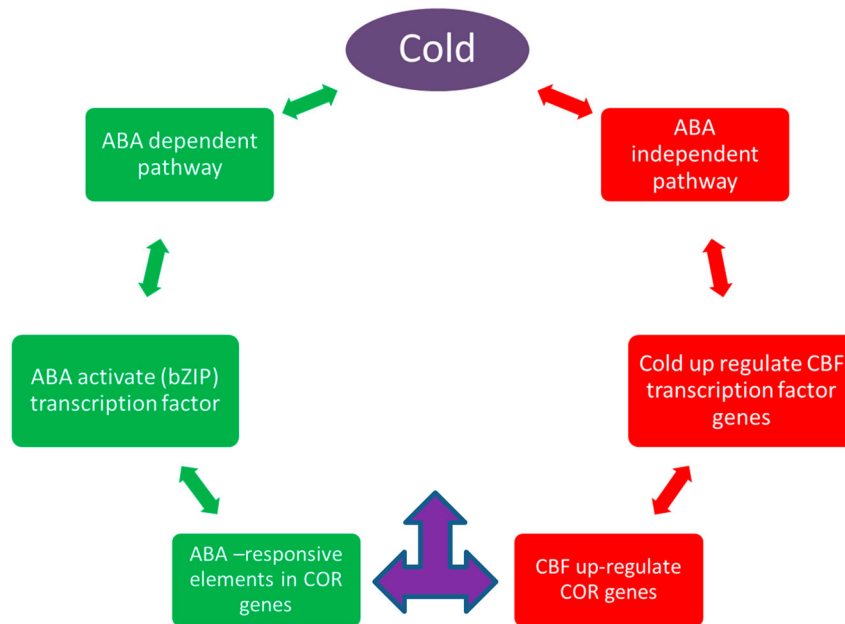 Cold
ABA dependent
pathway
ABA
independent
pathway
ABA activate (bZIP)
transcription factor
Cold up regulate CBF
transcription factor
genes
ABA –responsive
elements in COR
genes
CBF up-regulate
COR genes